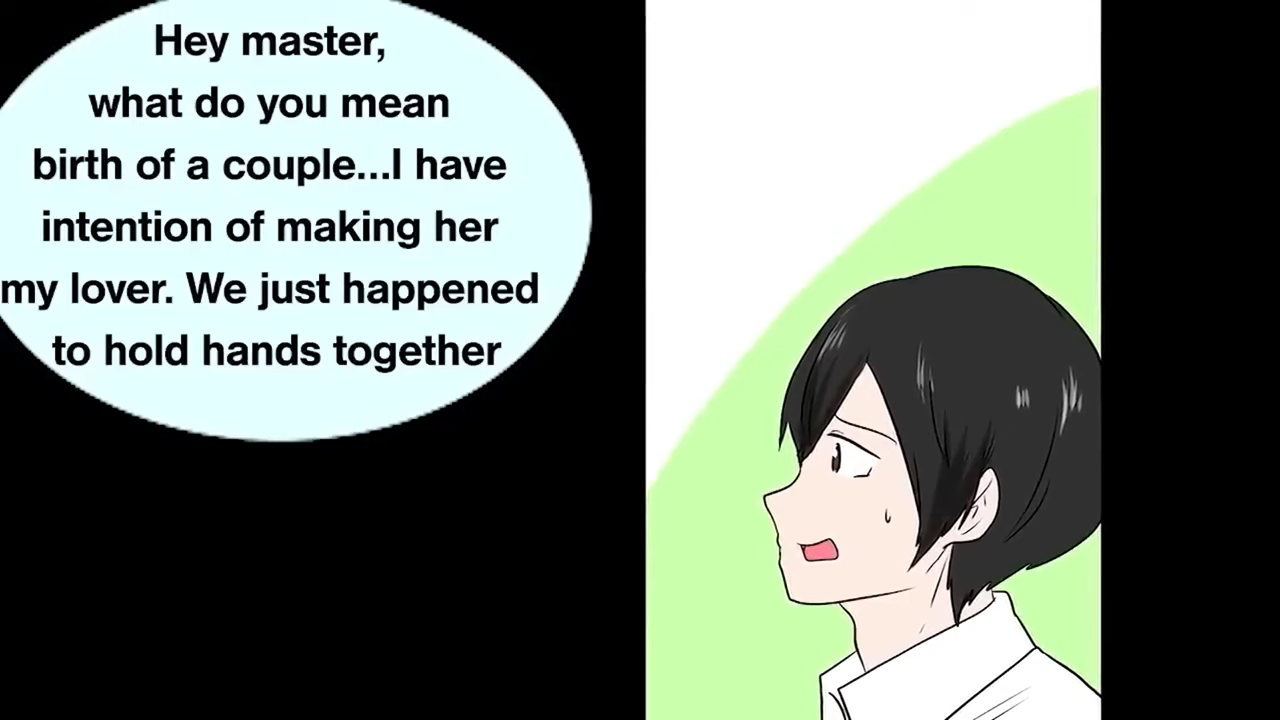 Hey master,
what do you mean
birth of a couple...I have
intention of making her
my lover. We just happened
to hold hands together